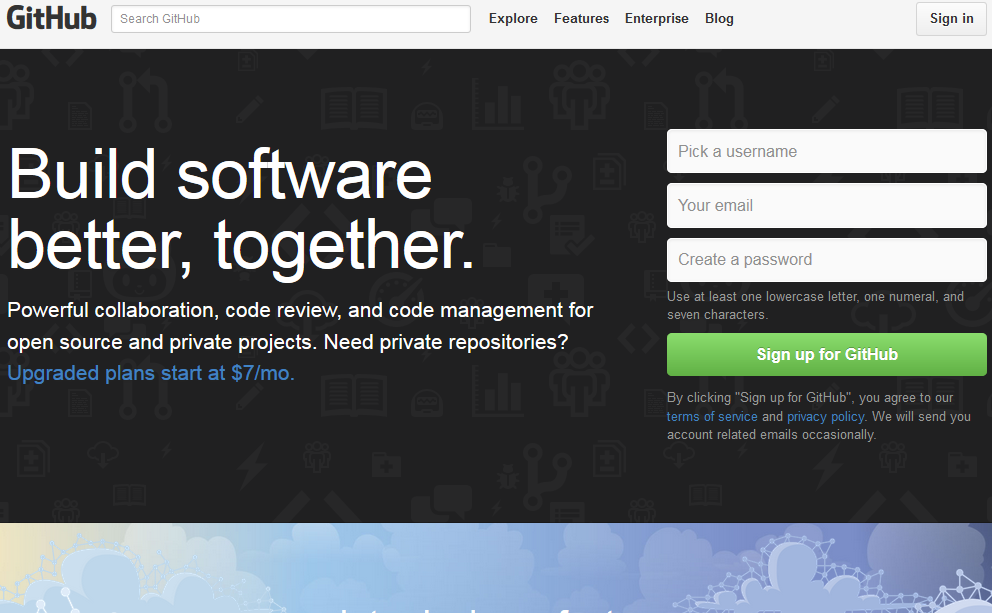 GitHub Search GitHub Explore Features Enterprise Blog Sign in
Build software
better, together.
Powerful collaboration, code review, and code management for
open source and private projects. Need private repositories?
Upgraded plans start at $7/mo.
Pick a username
Your email
Create a password
Use at least one lowercase letter, one numeral, and
seven characters.
Sign up for GitHub
By clicking "Sign up for GitHub", you agree to our
terms of service and privacy policy. We will send you
account related emails occasionally.